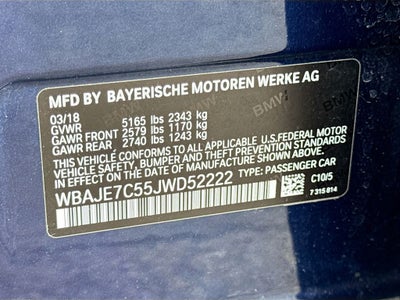 MFD BY BAYERISCHE MOTOREN WERKE AG
03/18
GVWR 5165 lbs 2343 kg
GAWR FRONT 2579 lbs 1170 kg
GAWR REAR 2740 lbs 1243 kg
THIS VEHICLE CONFORMS TO ALL APPLICABLE U.S.FEDERAL MOTOR
VEHICLE SAFETY, BUMPER AND THEFT PREVENTION STANDARDS IN
EFFECT ON THE DATE OF MANUFACTURE SHOWN ABOVE.
TYPE: PASSENGER CAR
WBAJE7C55JWD52222
C10/5
7 315 814
BMW
BMW